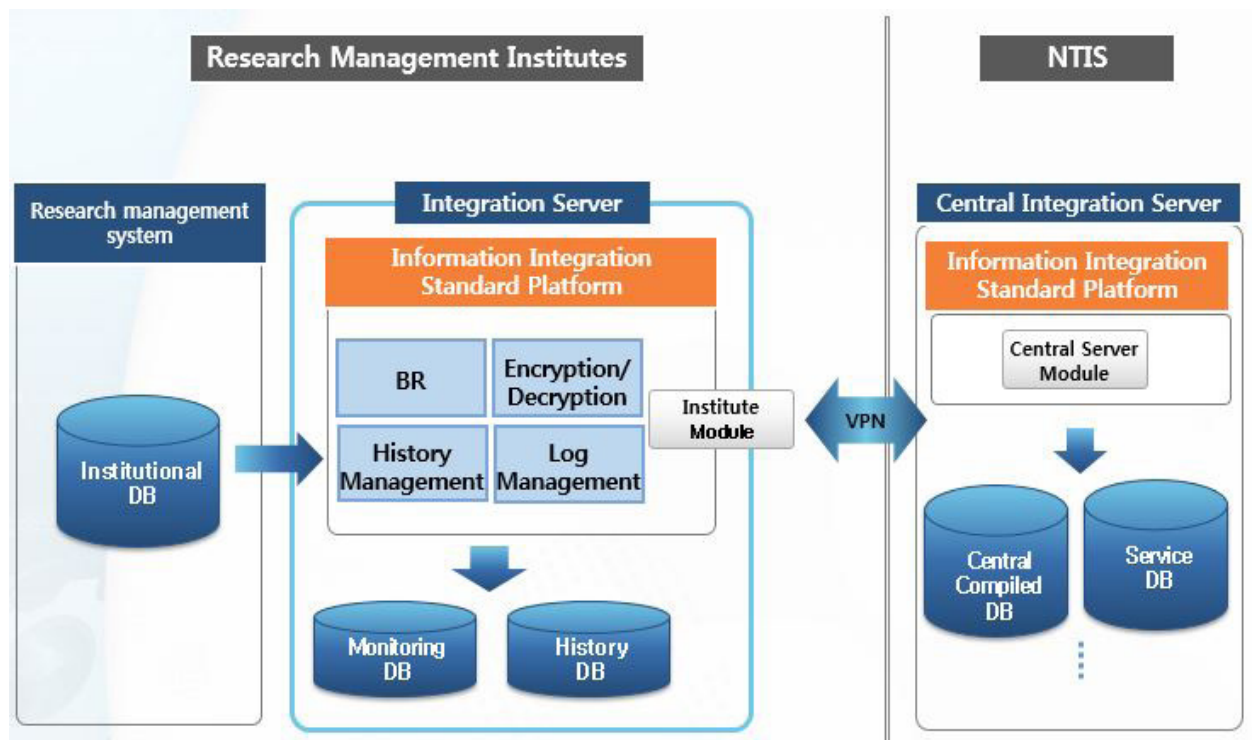 Research Management Institutes
NTIS
Research management
system
Integration Server
Central Integration Server
Information Integration
Standard Platform
Information Integration
Standard Platform
BR
Encryption/
Decryption
History
Management
Log
Management
Institute
Module
VPN
Central Server
Module
Institutional
DB
Monitoring
DB
History
DB
Central
Compiled
DB
Service
DB